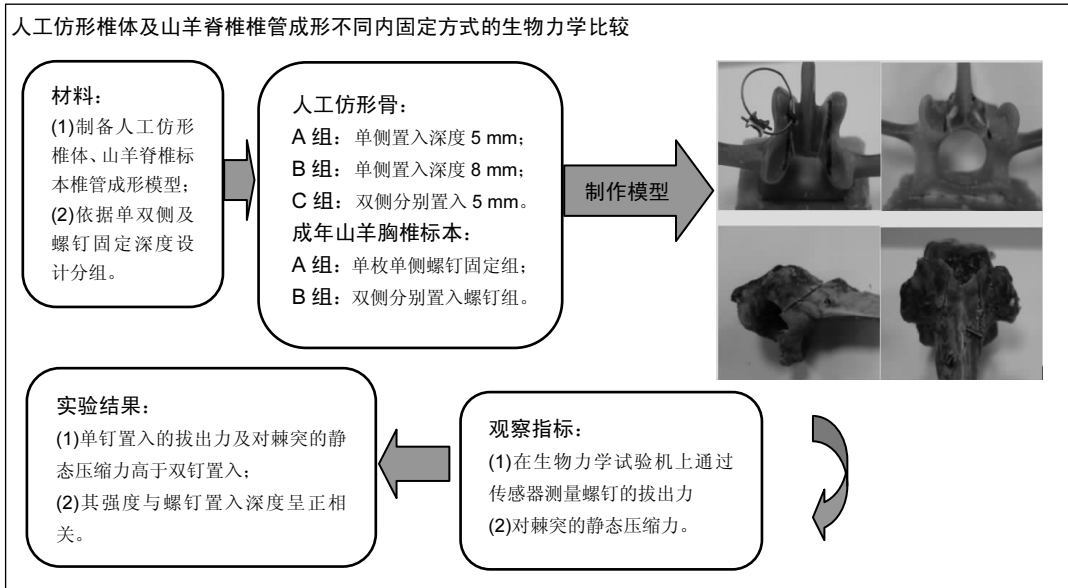 人工仿形椎体及山羊脊椎椎管成形不同内固定方式的生物力学比较
材料：
(1)制备人工仿形
椎体、山羊脊椎标
本椎管成形模型；
(2)依据单双侧及
螺钉固定深度设
计分组。
人工仿形骨：
A 组：单侧置入深度 5 mm；
B 组：单侧置入深度 8 mm；
C 组：双侧分别置入 5 mm。
成年山羊胸椎标本：
A 组：单枚单侧螺钉固定组；
B 组：双侧分别置入螺钉组。
制作模型
观察指标：
(1)在生物力学试验机上通过
传感器测量螺钉的拔出力
(2)对棘突的静态压缩力。
实验结果：
(1)单钉置入的拔出力及对棘突的静
态压缩力高于双钉置入；
(2)其强度与螺钉置入深度呈正相
关。